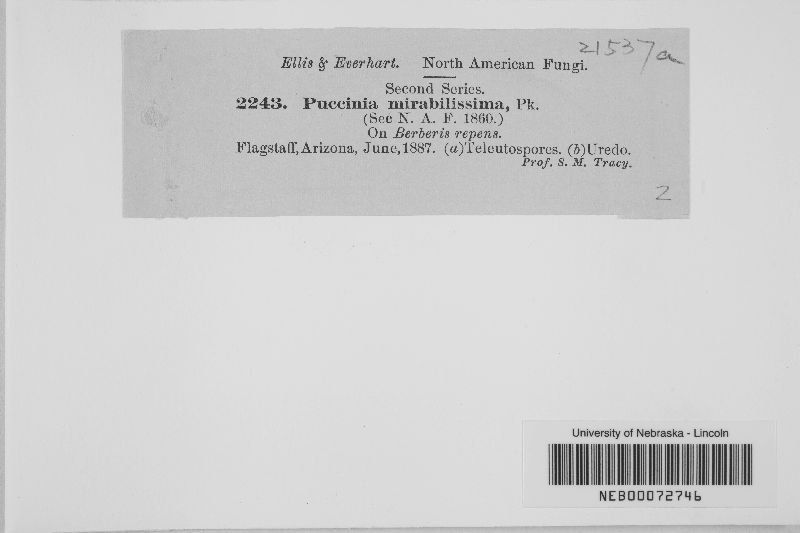 21537a
Ellis & Everhart. North American Fungi.
Second Series.
2243. Puccinia mirabilissima, Pk.
(See N. A. F. 1860.)
On Berberis repens.
Flagstaff, Arizona, June, 1887. (a) Teleutospores. (b) Uredo.
Prof. S. M. Tracy.
2
University of Nebraska - Lincoln
NEB00072746